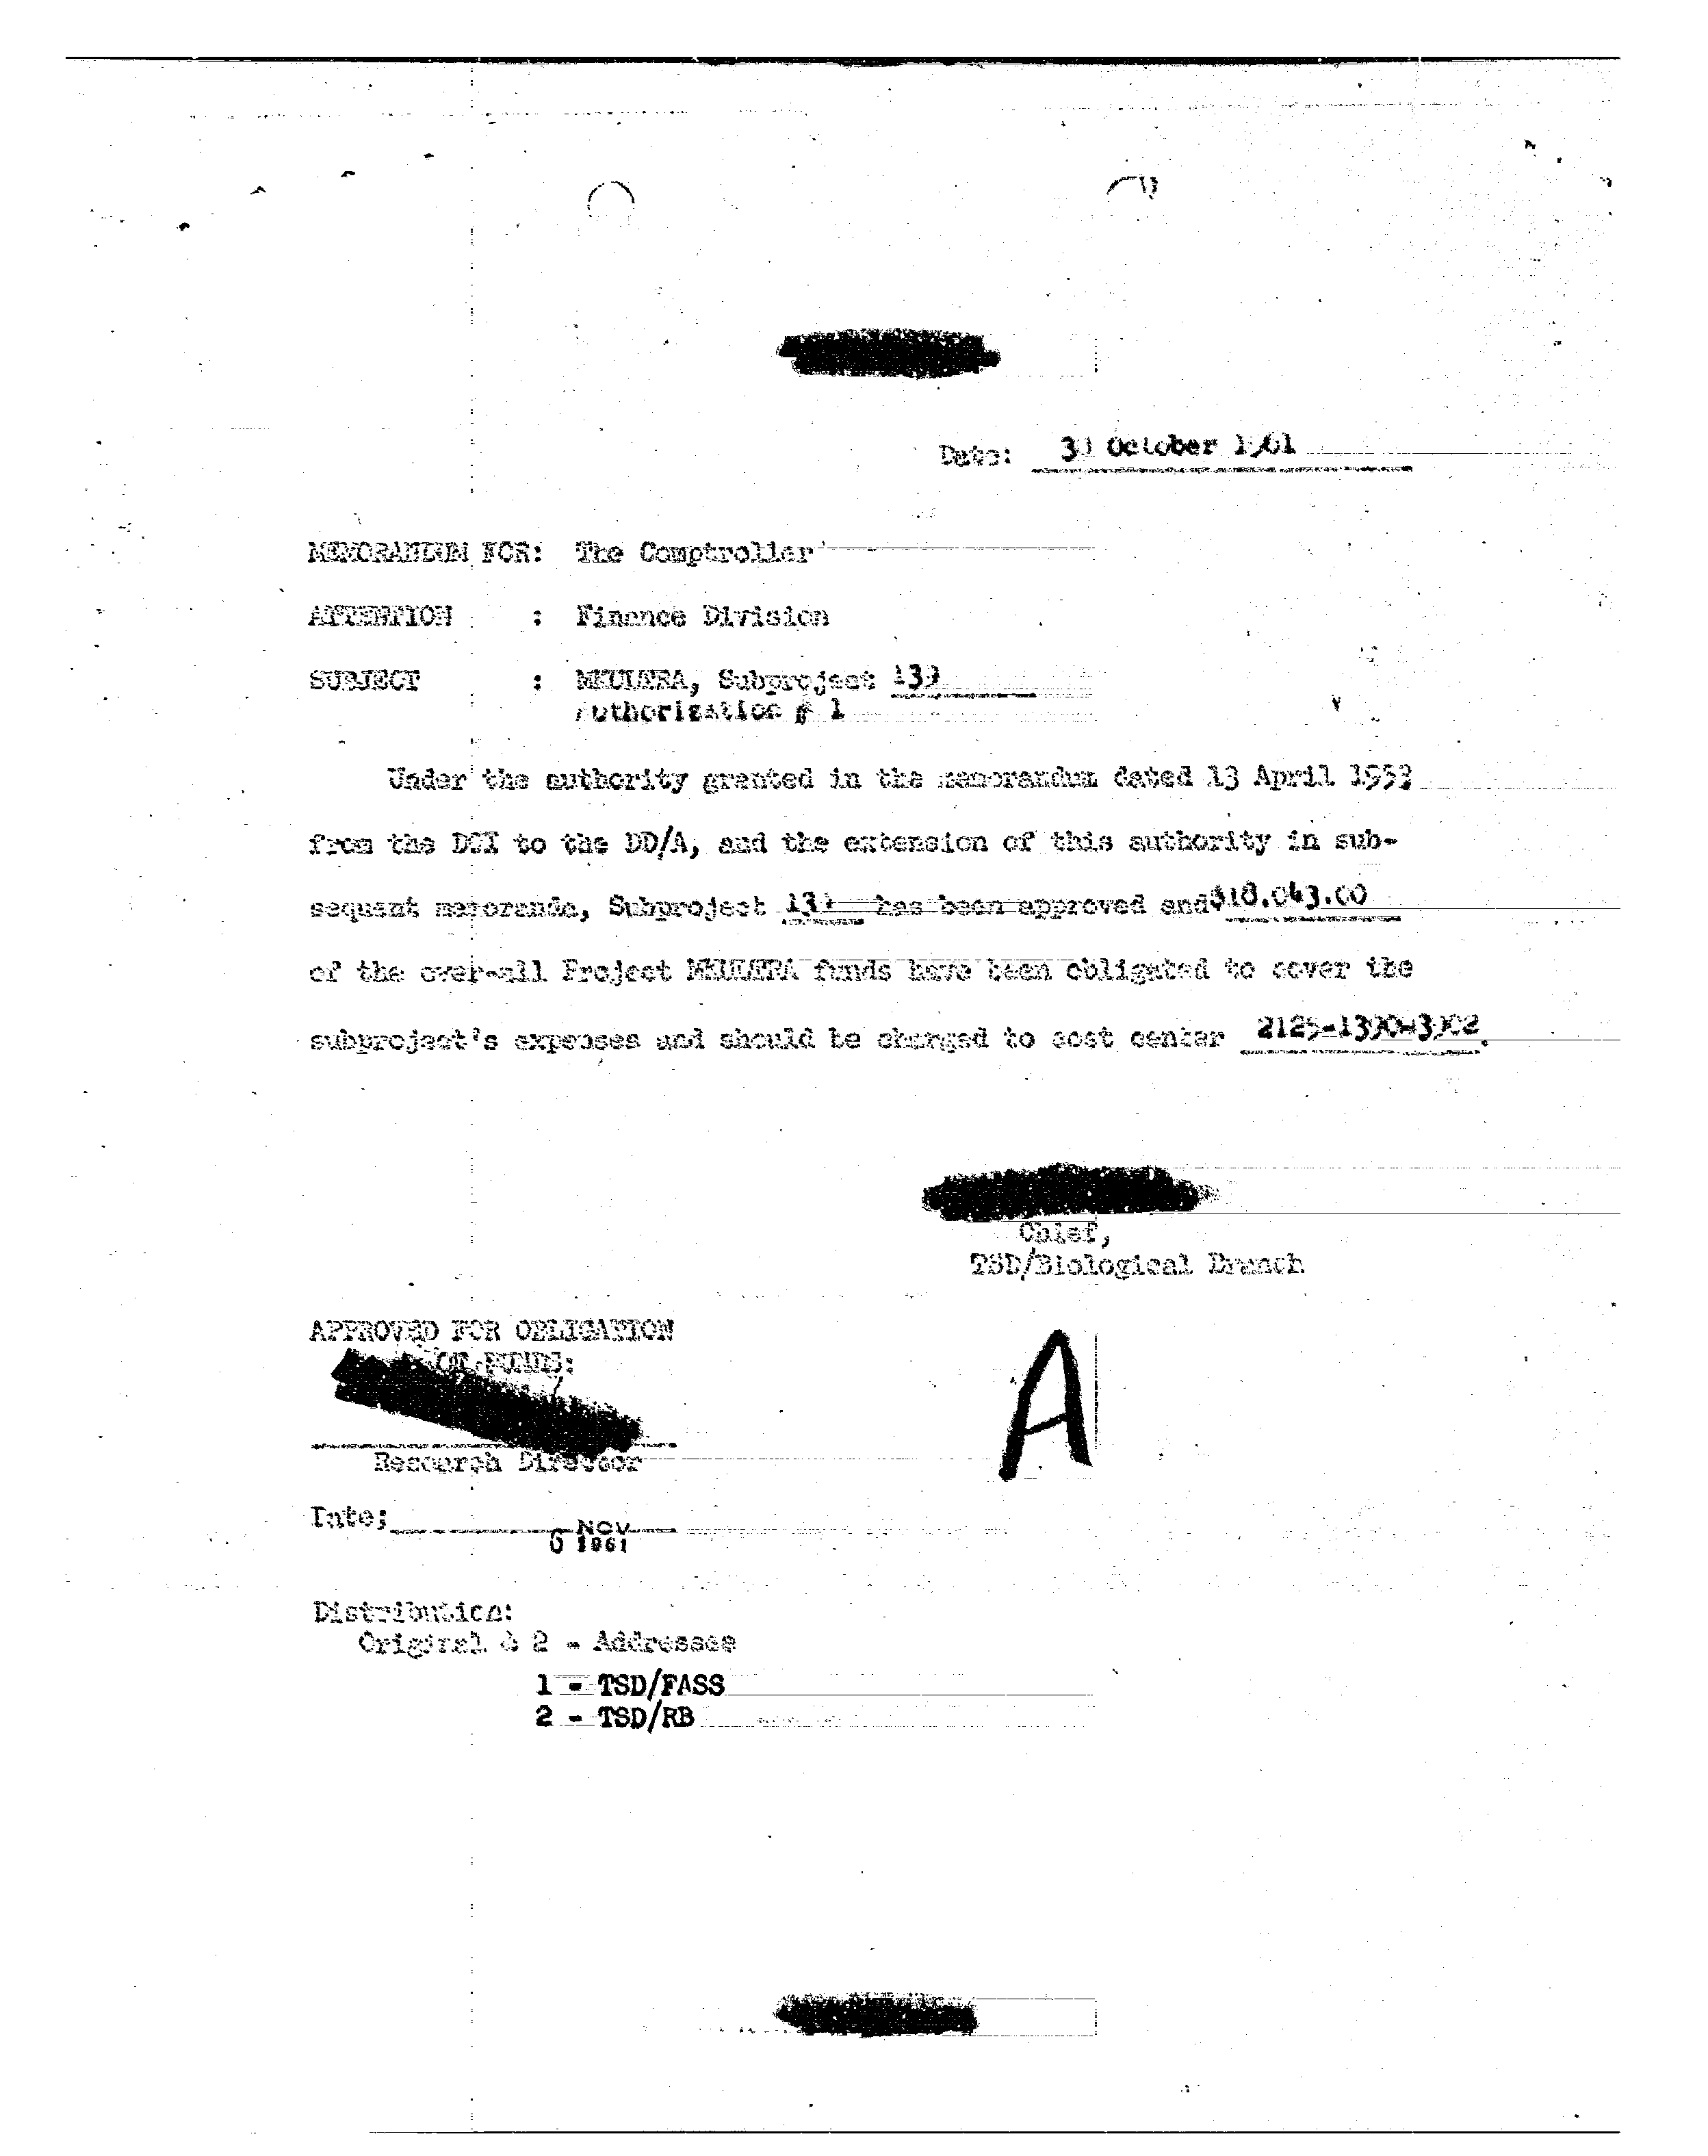 Date: 30 October 1961
MEMORANDUM FOR: The Comptroller
ATTENTION : Finance Division
SUBJECT : MKULTRA, Subproject 139
Authorization # 1
Under the authority granted in the memorandum dated 13 April 1953
from the DCI to the DD/A, and the extension of this authority in sub-
sequent memoranda, Subproject 139 has been approved and $18,043.00
of the over-all Project MKULTRA funds have been obligated to cover the
subproject's expenses and should be charged to cost center 2125-1390-3902.
Chief,
TSD/Biological Branch
APPROVED FOR OBLIGATION
OF FUNDS:
A
Research Director
Date:
NOV
1961
Distribution:
Original & 2 - Addressee
1 - TSD/FASS
2 - TSD/RB